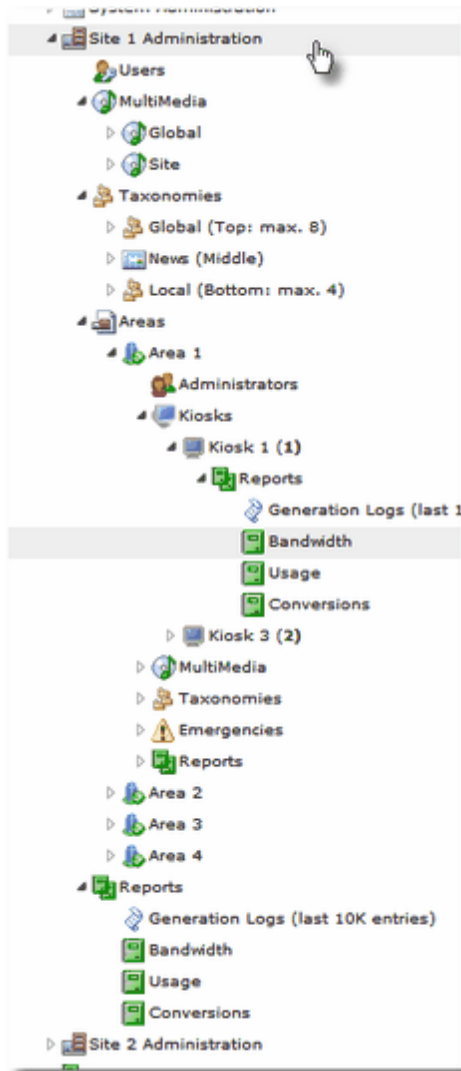 System Administration
Site 1 Administration
Users
MultiMedia
Global
Site
Taxonomies
Global (Top: max. 8)
News (Middle)
Local (Bottom: max. 4)
Areas
Area 1
Administrators
Kiosks
Kiosk 1 (1)
Reports
Generation Logs (last 1
Bandwidth
Usage
Conversions
Kiosk 3 (2)
MultiMedia
Taxonomies
Emergencies
Reports
Area 2
Area 3
Area 4
Reports
Generation Logs (last 10K entries)
Bandwidth
Usage
Conversions
Site 2 Administration